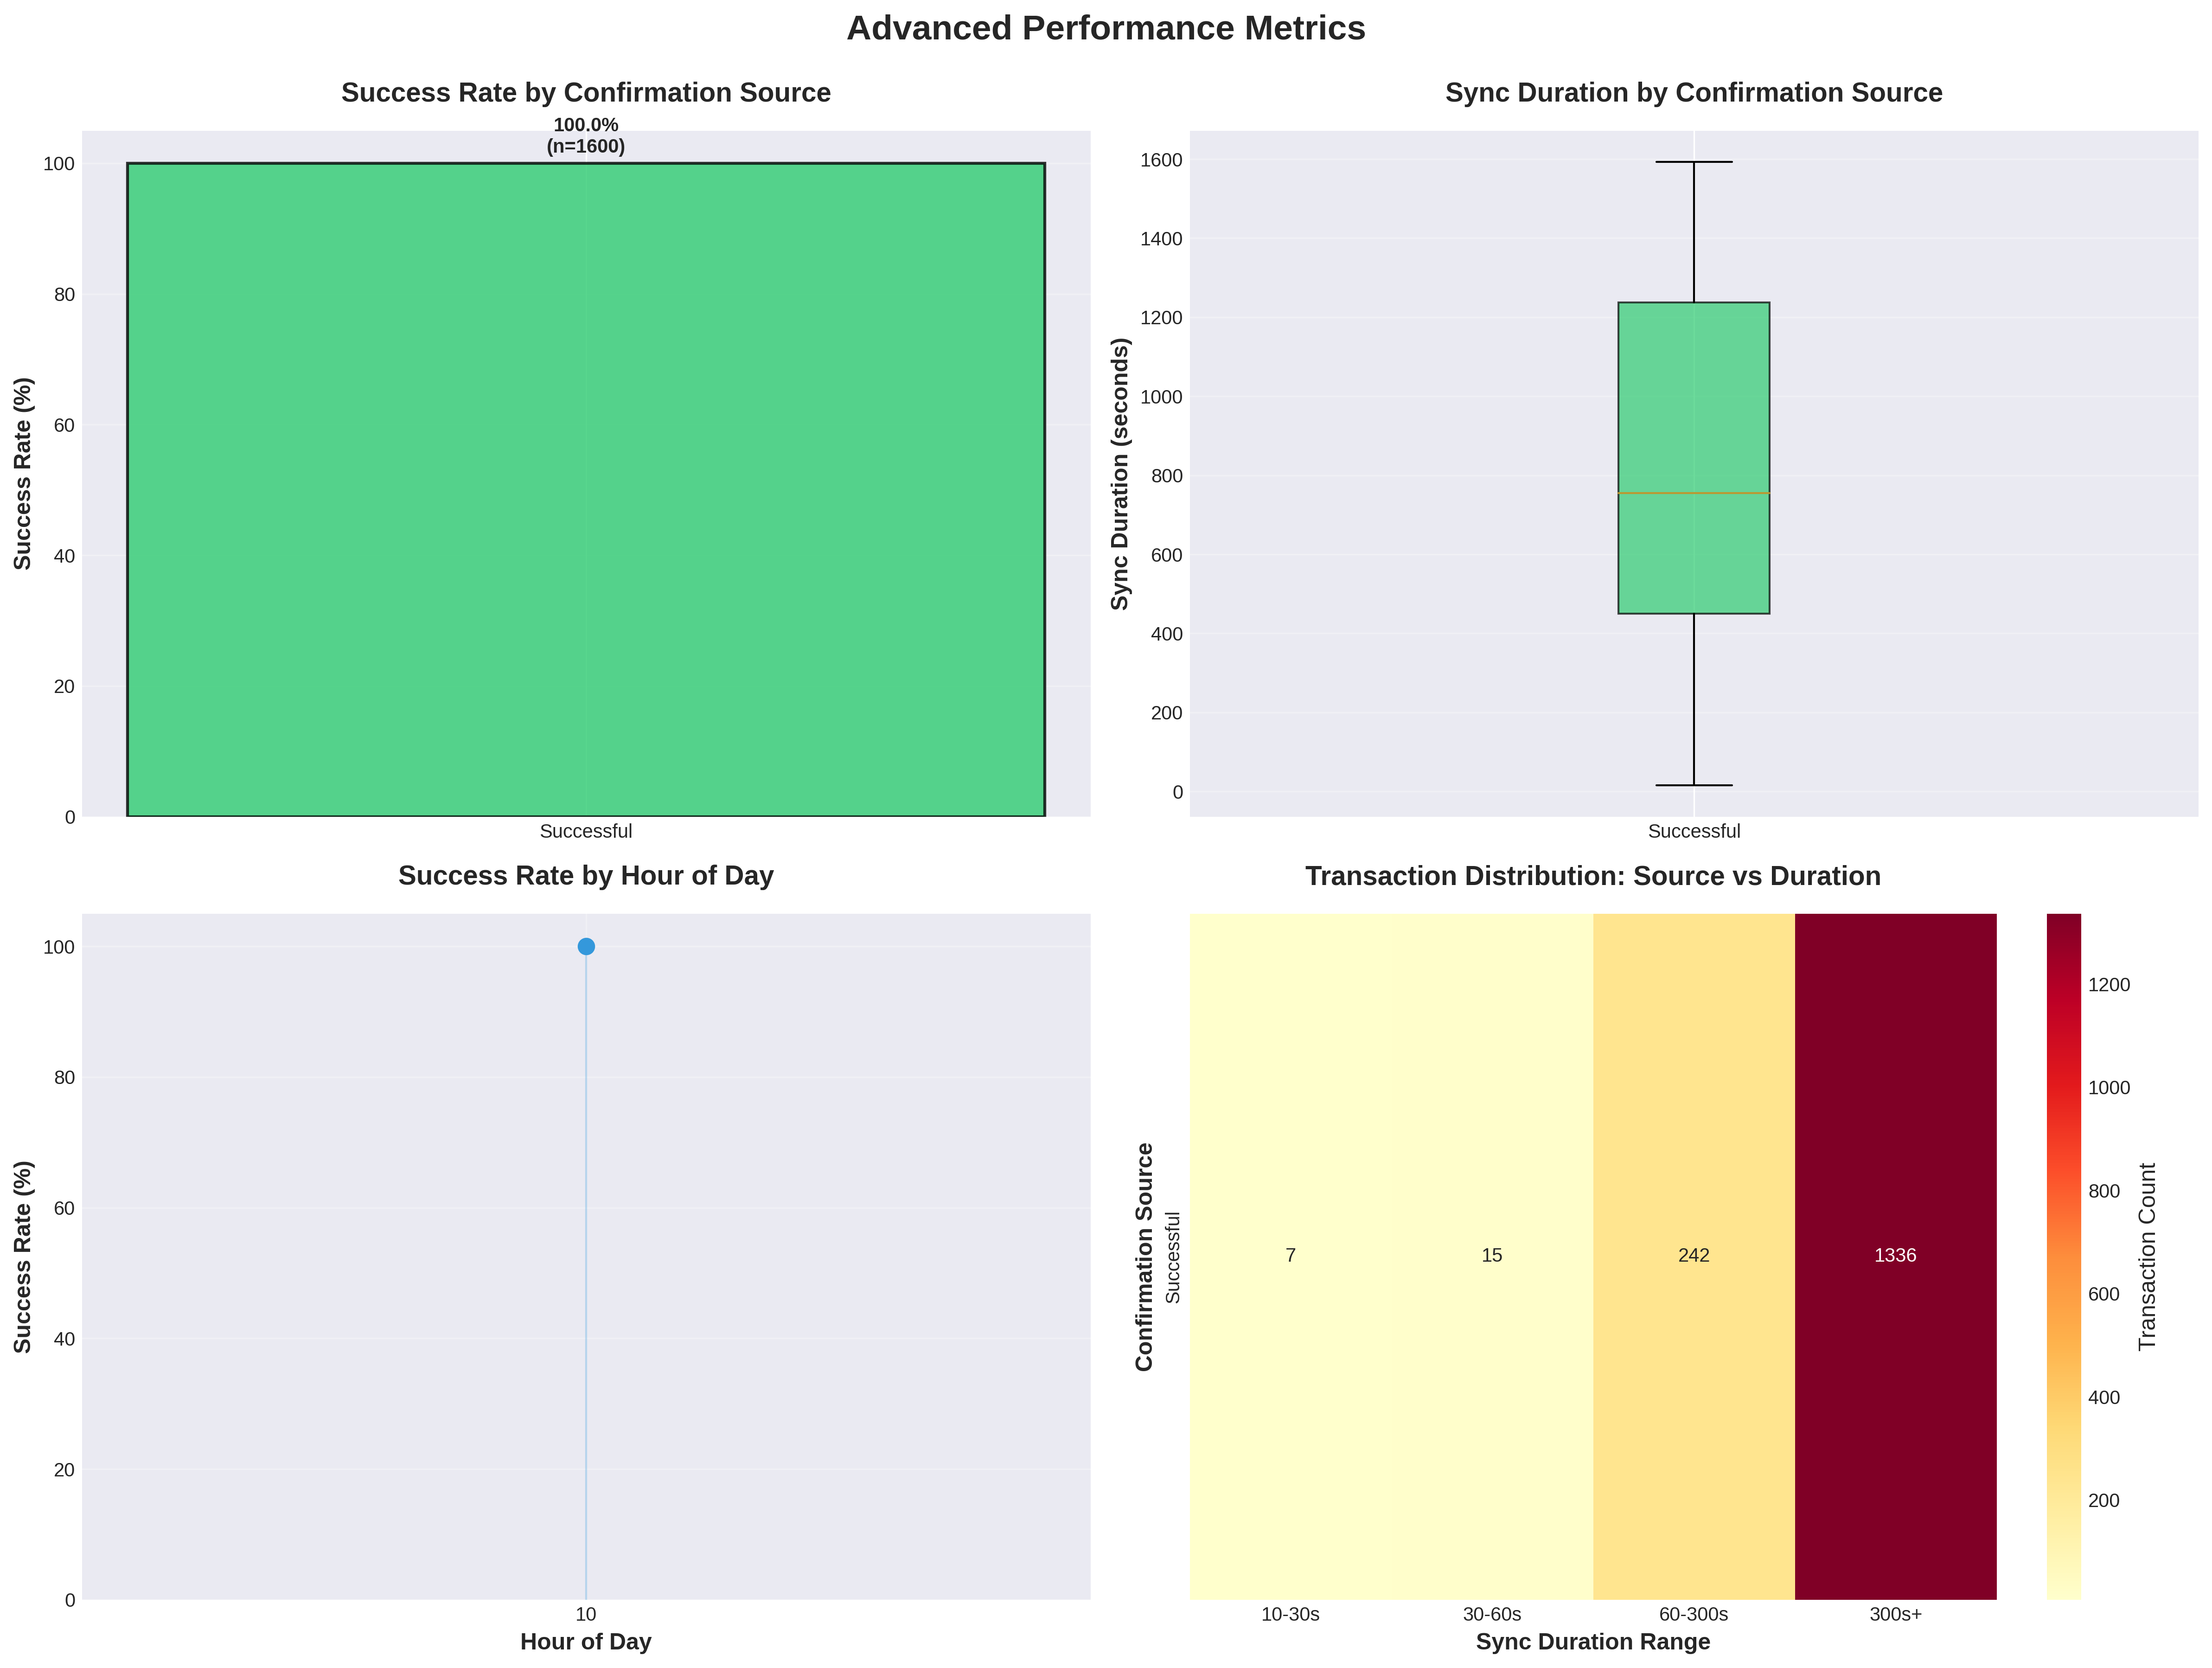 Advanced Performance Metrics
Success Rate by Confirmation Source
100.0%
(n=1600)
Success Rate (%)
100
80
60
40
20
0
Successful
Sync Duration by Confirmation Source
Sync Duration (seconds)
1600
1400
1200
1000
800
600
400
200
0
Successful
Success Rate by Hour of Day
Success Rate (%)
100
80
60
40
20
0
10
Hour of Day
Transaction Distribution: Source vs Duration
Confirmation Source
Successful
7 15 242 1336
10-30s 30-60s 60-300s 300s+
Sync Duration Range
1200
1000
800
600
400
200
Transaction Count